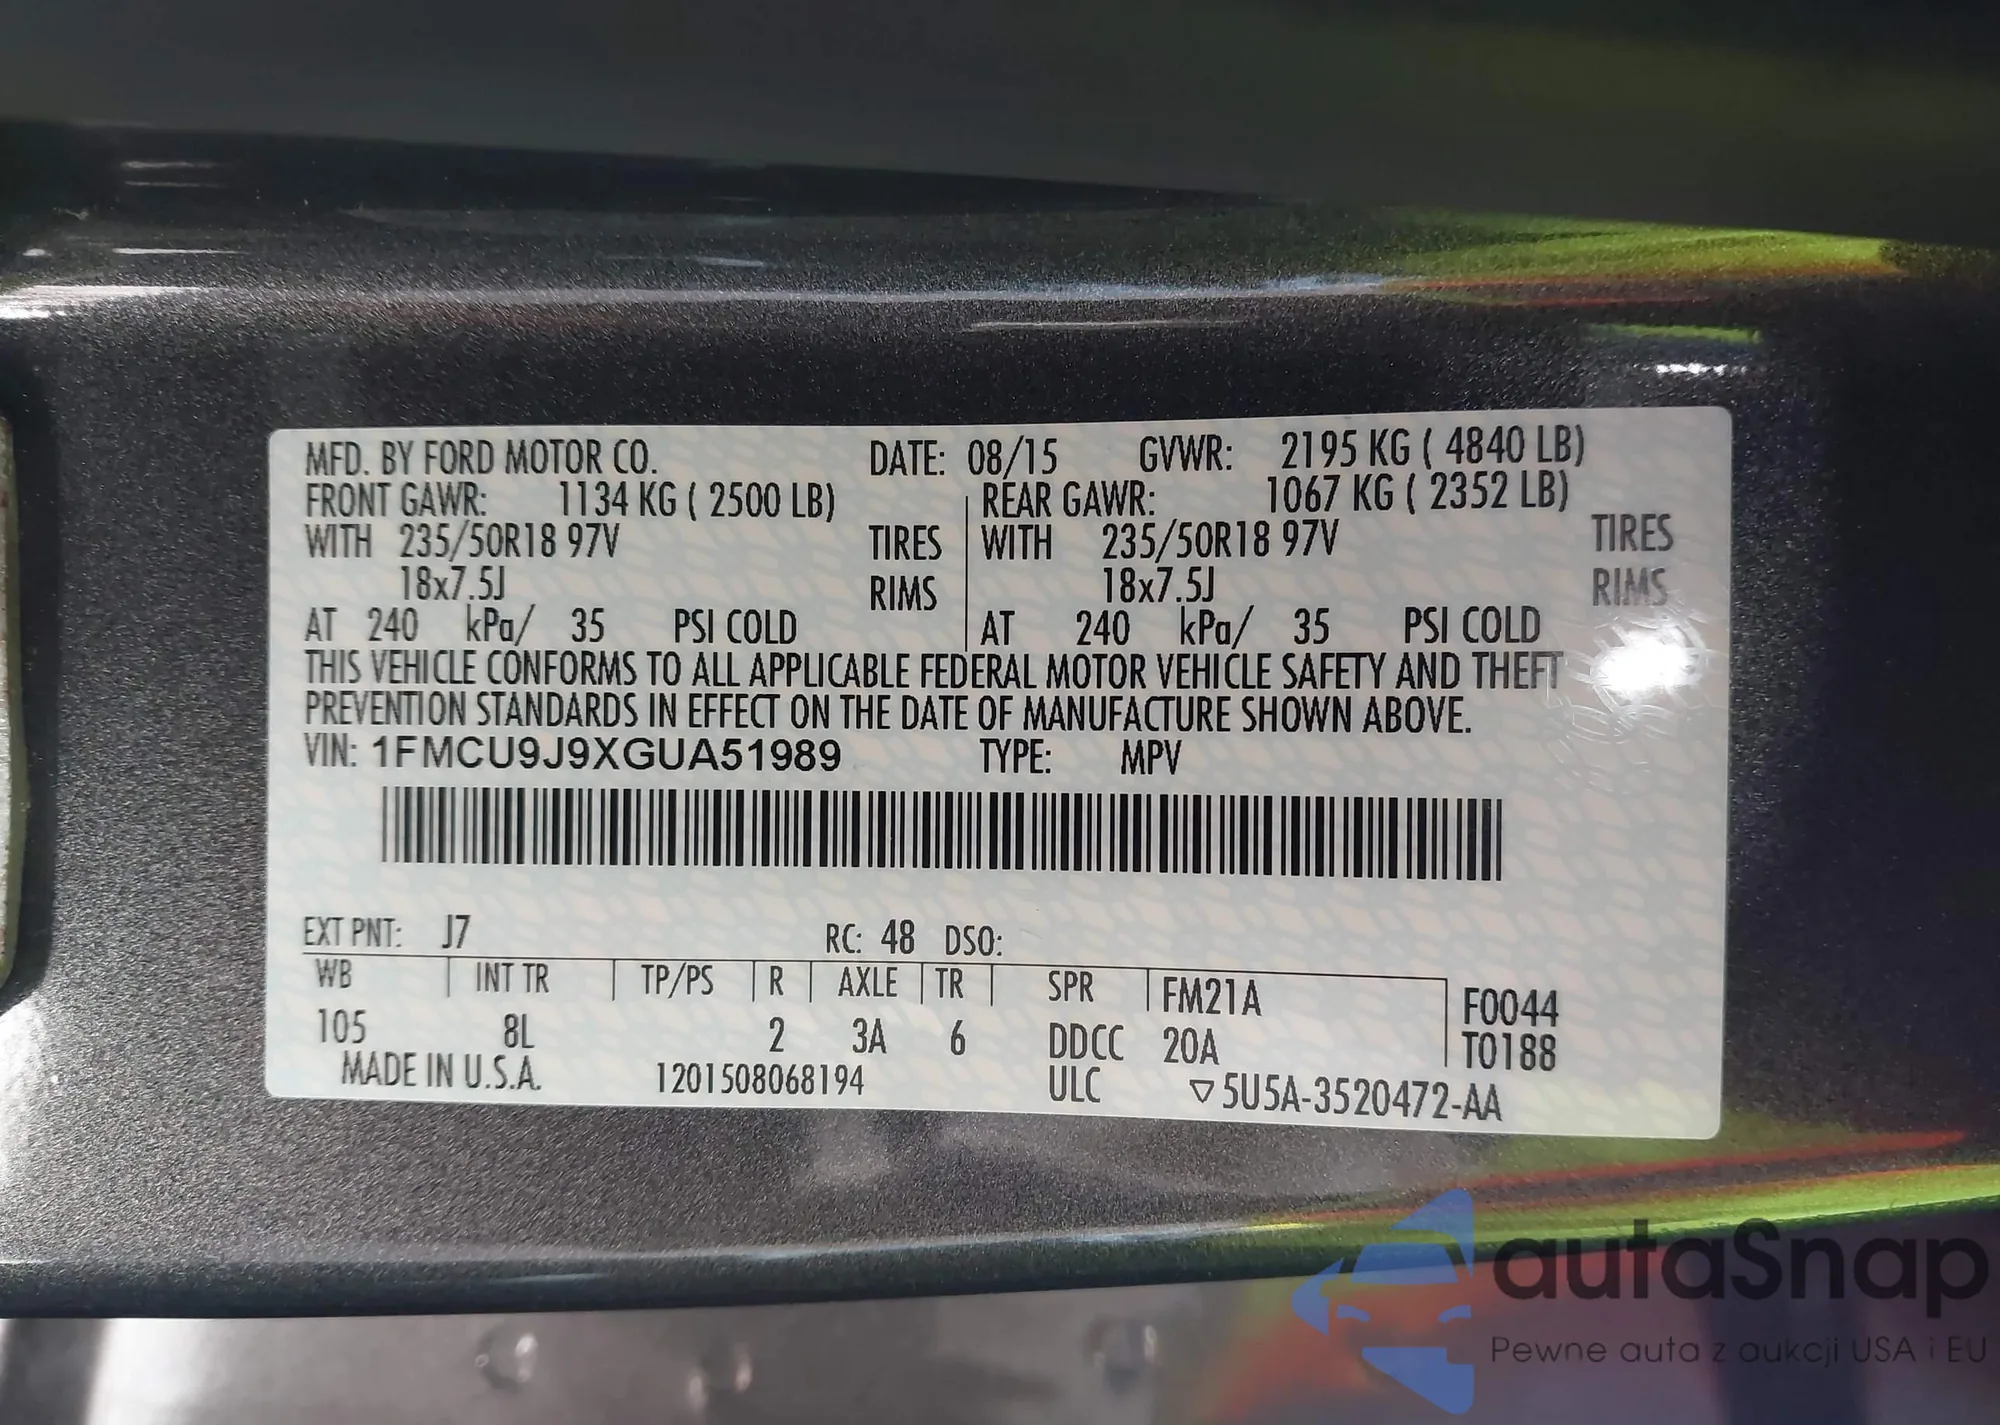 MFD. BY FORD MOTOR CO. DATE: 08/15 GVWR: 2195 KG ( 4840 LB)
FRONT GAWR: 1134 KG ( 2500 LB) REAR GAWR: 1067 KG ( 2352 LB)
WITH 235/50R18 97V TIRES WITH 235/50R18 97V TIRES
18x7.5J RIMS 18x7.5J RIMS
AT 240 kPa/ 35 PSI COLD AT 240 kPa/ 35 PSI COLD
THIS VEHICLE CONFORMS TO ALL APPLICABLE FEDERAL MOTOR VEHICLE SAFETY AND THEFT
PREVENTION STANDARDS IN EFFECT ON THE DATE OF MANUFACTURE SHOWN ABOVE.
VIN: 1FMCU9J9XGUA51989 TYPE: MPV
EXT PNT: J7 RC: 48 DSO:
WB INT TR TP/PS R AXLE TR SPR FM21A F0044
105 8L 2 3A 6 DDCC 20A T0188
MADE IN U.S.A. 1201508068194 ULC ▽5U5A-3520472-AA
autaSnap
Pewne auta z aukcji USA i EU